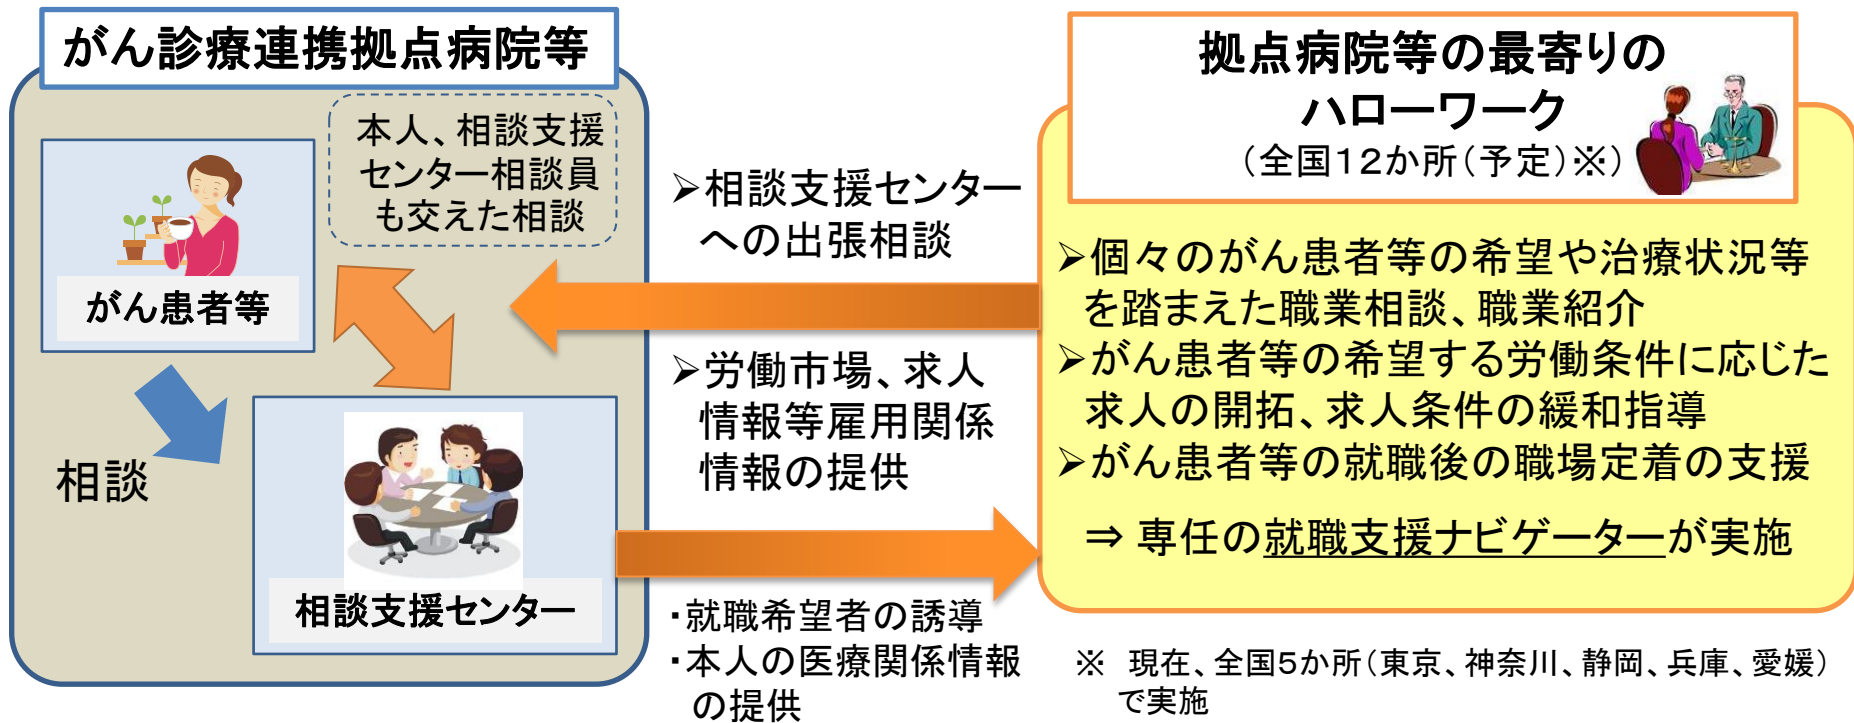 がん診療連携拠点病院等
本人、相談支援
センター相談員
も交えた相談
がん患者等
相談
相談支援センター
➢相談支援センター
への出張相談
➢労働市場、求人
情報等雇用関係
情報の提供
・就職希望者の誘導
・本人の医療関係情報
の提供
拠点病院等の最寄りの
ハローワーク
(全国12か所(予定)※)
➢個々のがん患者等の希望や治療状況等
を踏まえた職業相談、職業紹介
➢がん患者等の希望する労働条件に応じた
求人の開拓、求人条件の緩和指導
➢がん患者等の就職後の職場定着の支援
⇒ 専任の就職支援ナビゲーターが実施
※ 現在、全国5か所(東京、神奈川、静岡、兵庫、愛媛)
で実施